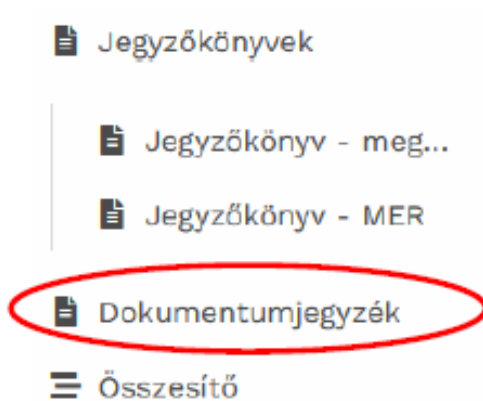 Jegyzőkönyvek
Jegyzőkönyv - meg...
Jegyzőkönyv - MER
Dokumentumjegyzék
Összesítő